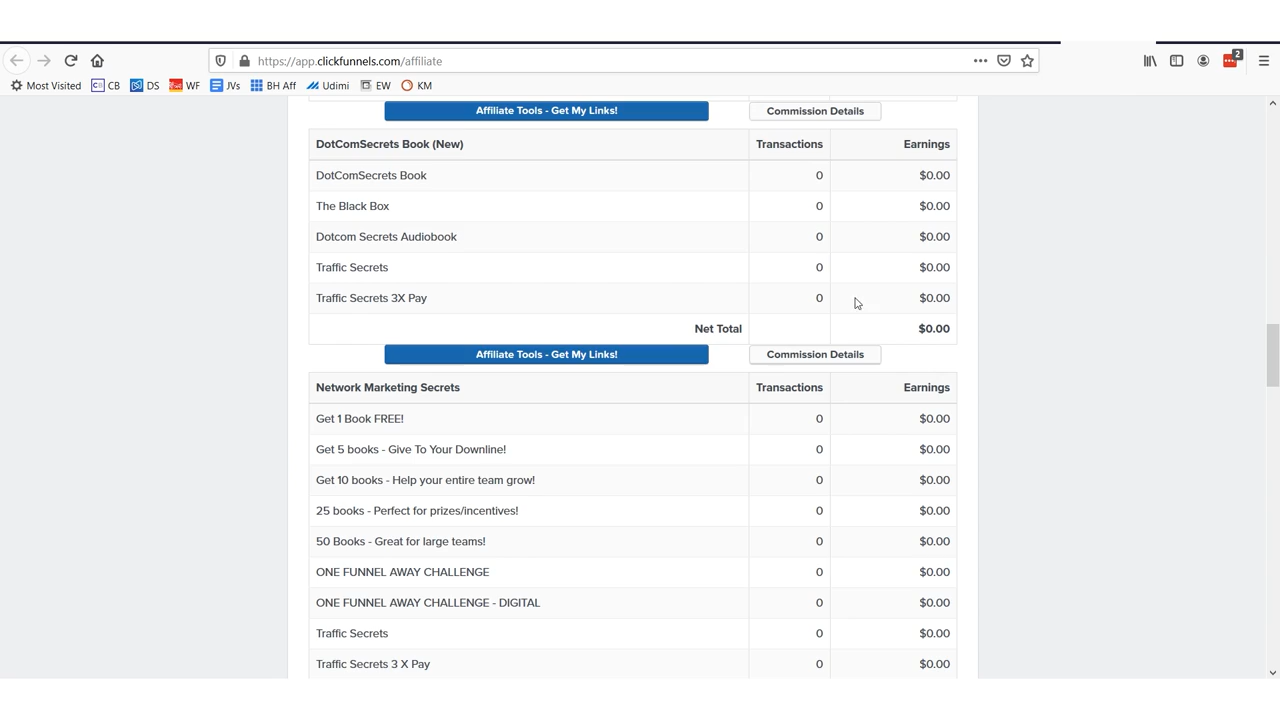 https://app.clickfunnels.com/affiliate
2
Most Visited CB DS WF JVs BH Aff Udimi EW KM
Affiliate Tools - Get My Links! Commission Details
DotComSecrets Book (New) Transactions Earnings
DotComSecrets Book 0 $0.00
The Black Box 0 $0.00
Dotcom Secrets Audiobook 0 $0.00
Traffic Secrets 0 $0.00
Traffic Secrets 3X Pay 0 $0.00
Net Total $0.00
Affiliate Tools - Get My Links! Commission Details
Network Marketing Secrets Transactions Earnings
Get 1 Book FREE! 0 $0.00
Get 5 books - Give To Your Downline! 0 $0.00
Get 10 books - Help your entire team grow! 0 $0.00
25 books - Perfect for prizes/incentives! 0 $0.00
50 Books - Great for large teams! 0 $0.00
ONE FUNNEL AWAY CHALLENGE 0 $0.00
ONE FUNNEL AWAY CHALLENGE - DIGITAL 0 $0.00
Traffic Secrets 0 $0.00
Traffic Secrets 3 X Pay 0 $0.00